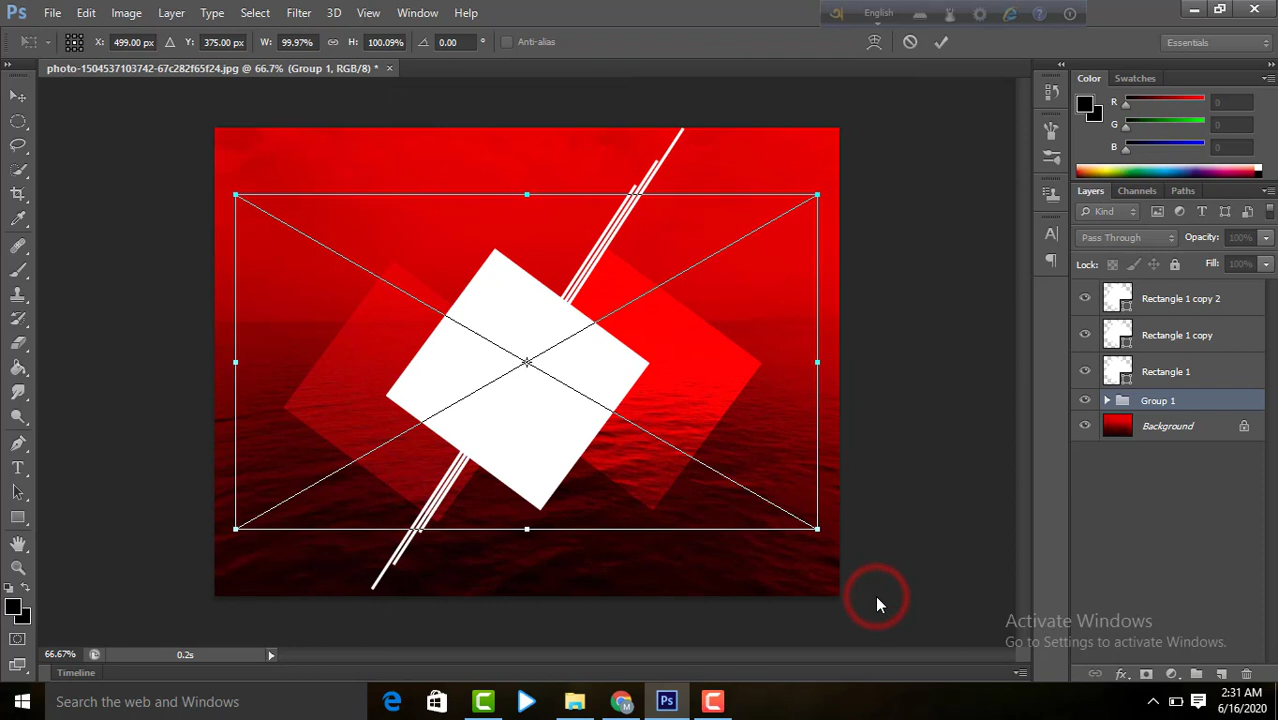 Ps File Edit Image Layer Type Select Filter 3D View Window Help
English
X: 499.00 px Y: 375.00 px W: 99.97% H: 100.09% 0.00 ° Anti-alias
Essentials
photo-1504537103742-67c282f65f24.jpg @ 66.7% (Group 1, RGB/8) * ×
Color Swatches
R 0
G 0
B 0
Layers Channels Paths
Kind
Pass Through Opacity: 100%
Lock: Fill: 100%
Rectangle 1 copy 2
Rectangle 1 copy
Rectangle 1
Group 1
Background
Activate Windows
Go to Settings to activate Windows.
66.67% 0.2s
Timeline
Search the web and Windows
2:31 AM
6/16/2020